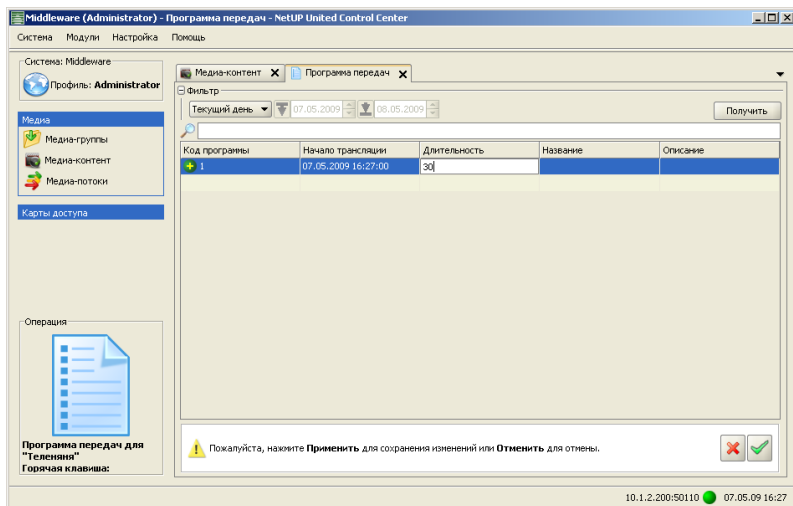 Middleware (Administrator) - Программа передач - NetUP United Control Center
Система Модули Настройка Помощь
Система: Middleware
Профиль: Administrator
Медиа
Медиа-группы
Медиа-контент
Медиа-потоки
Карты доступа
Операция
Программа передач для
"Теленяня"
Горячая клавиша:
Медиа-контент Программа передач
Фильтр
Текущий день 07.05.2009 08.05.2009 Получить
Код программы Начало трансляции Длительность Название Описание
1 07.05.2009 16:27:00 30
Пожалуйста, нажмите Применить для сохранения изменений или Отменить для отмены.
10.1.2.200:50110 07.05.09 16:27